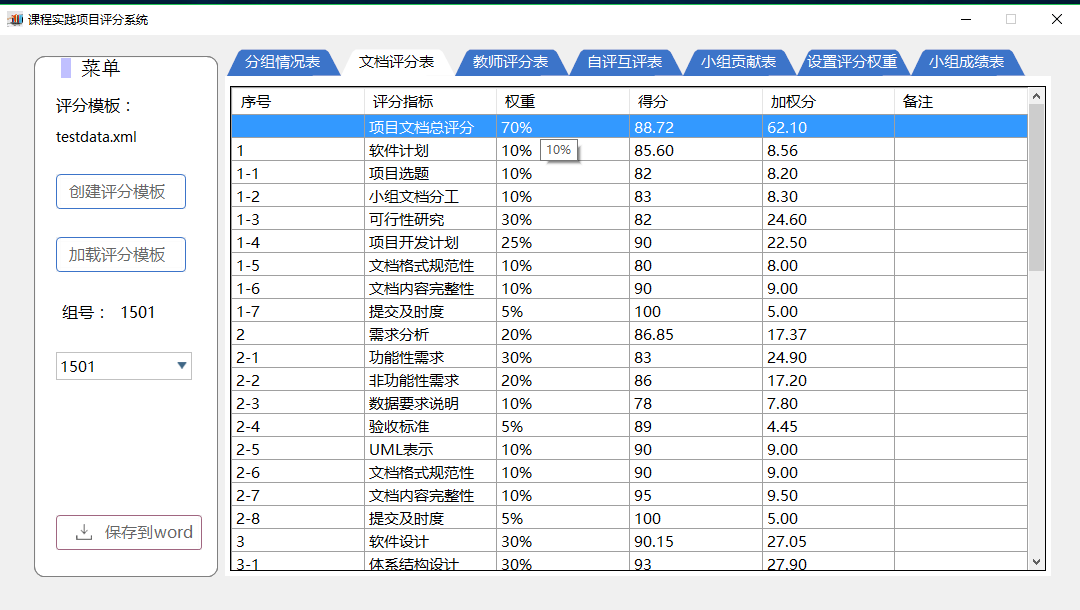 课程实践项目评分系统
菜单
评分模板：
testdata.xml
创建评分模板
加载评分模板
组号： 1501
1501
保存到word
分组情况表 文档评分表 教师评分表 自评互评表 小组贡献表 设置评分权重 小组成绩表
序号 评分指标 权重 得分 加权分 备注
项目文档总评分 70% 88.72 62.10
1 软件计划 10% 10% 85.60 8.56
1-1 项目选题 10% 82 8.20
1-2 小组文档分工 10% 83 8.30
1-3 可行性研究 30% 82 24.60
1-4 项目开发计划 25% 90 22.50
1-5 文档格式规范性 10% 80 8.00
1-6 文档内容完整性 10% 90 9.00
1-7 提交及时度 5% 100 5.00
2 需求分析 20% 86.85 17.37
2-1 功能性需求 30% 83 24.90
2-2 非功能性需求 20% 86 17.20
2-3 数据要求说明 10% 78 7.80
2-4 验收标准 5% 89 4.45
2-5 UML表示 10% 90 9.00
2-6 文档格式规范性 10% 90 9.00
2-7 文档内容完整性 10% 95 9.50
2-8 提交及时度 5% 100 5.00
3 软件设计 30% 90.15 27.05
3-1 体系结构设计 30% 93 27.90